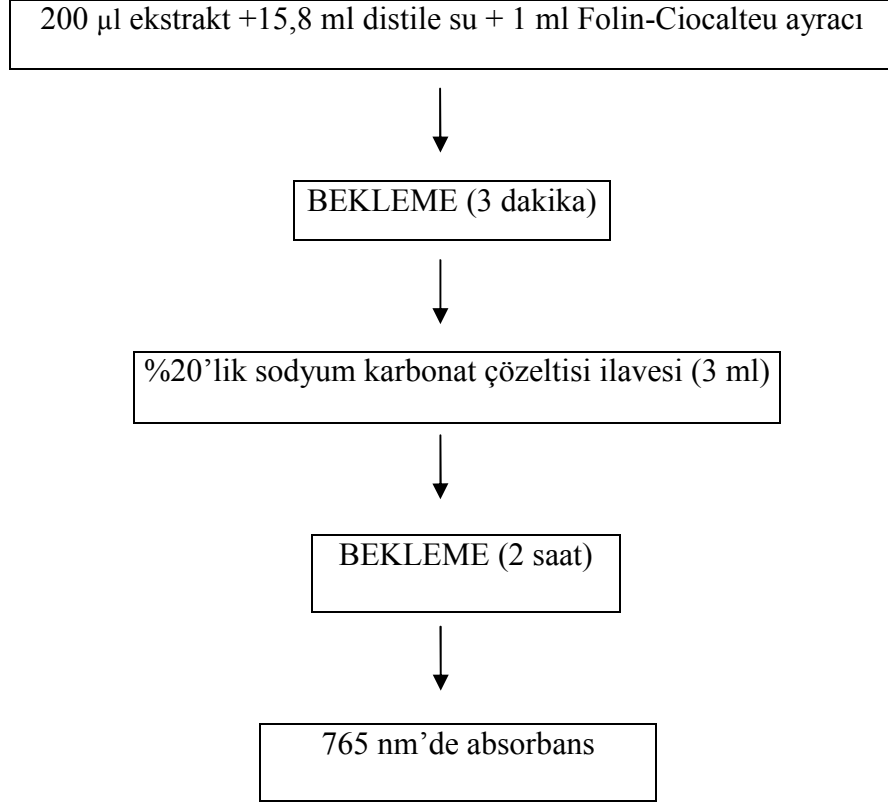 200 μl ekstrakt +15,8 ml distile su + 1 ml Folin-Ciocalteu ayracı
BEKLEME (3 dakika)
%20’lik sodyum karbonat çözeltisi ilavesi (3 ml)
BEKLEME (2 saat)
765 nm’de absorbans